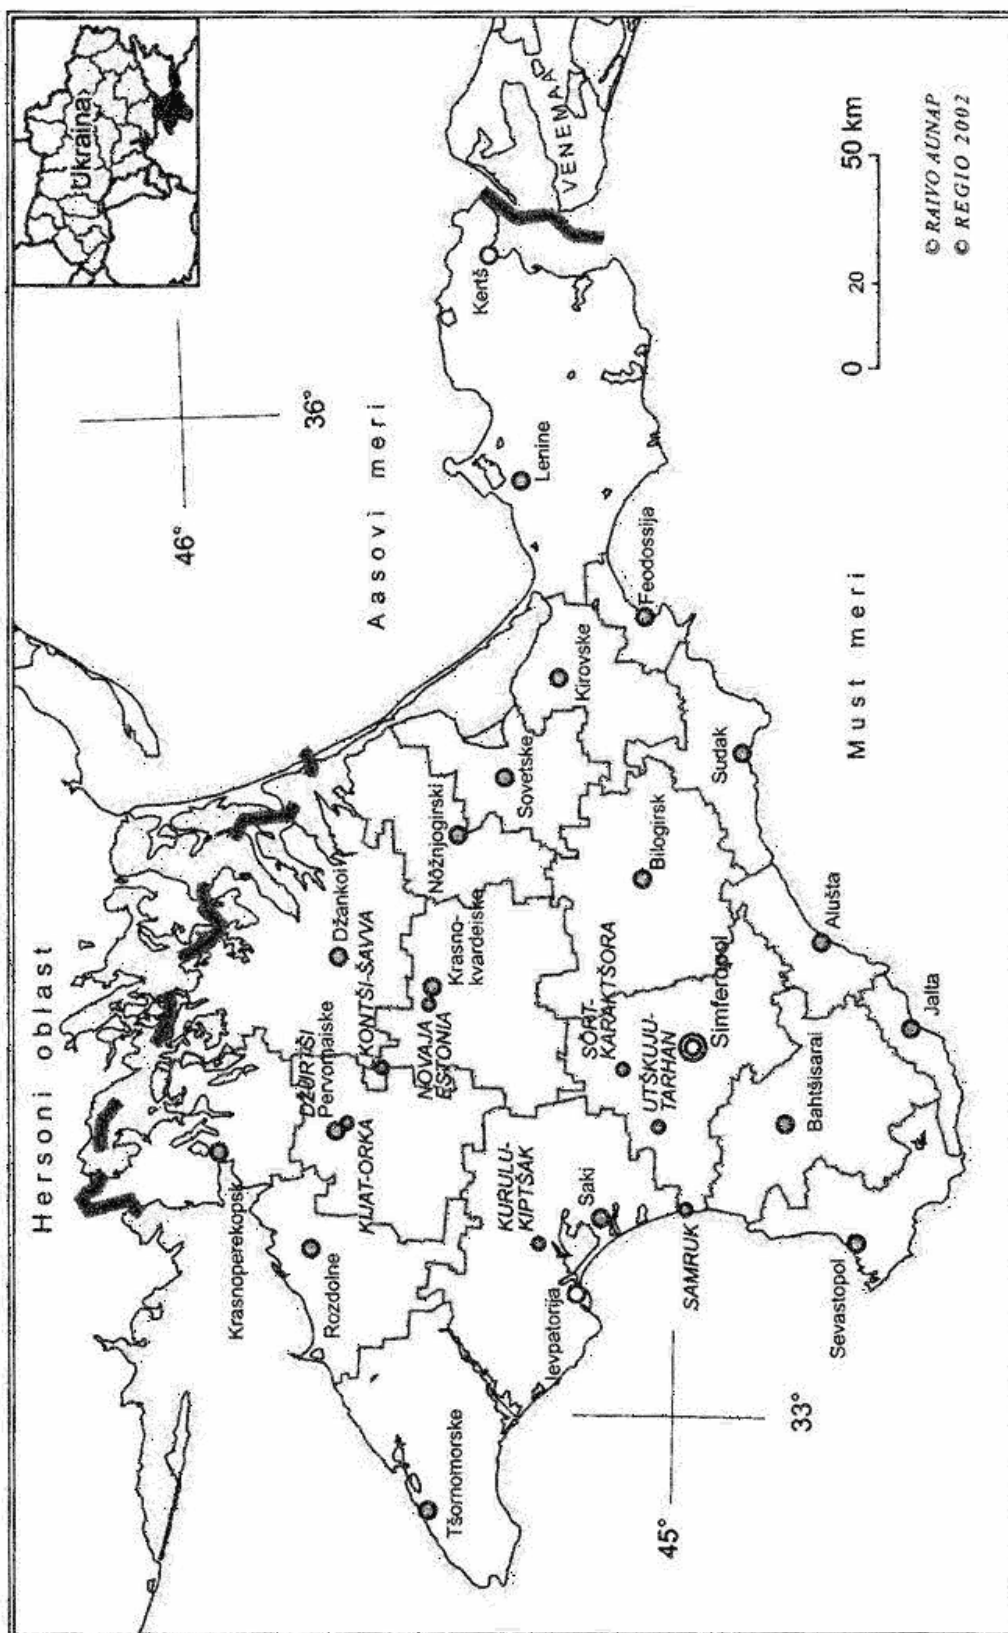 Hersoni oblast
Ukraina
46°
36°
Aasovi meri
VENEMAA
Kertš
Lenine
Feodossija
Kirovske
Sovetske
Nõžnjogirski
Sudak
Bilogirsk
Must meri
Krasnoperekopsk
Džankoi
DŽURTŠI
Pervomaiske
KONTŠI-ŠAVVA
Krasno-
kvardeiske
NOVAJA
ESTONIA
KIJAT-ORKA
Rozdolne
Tšornomorske
KURULU-
KIPTŠAK
Saki
Ievpatorija
SORT-
KARAKTŠORA
UTŠKUJU-
TARHAN
Simferopol
SAMRUK
Alušta
Jalta
Bahtšisarai
Sevastopol
45°
33°
0 20 50 km
© RAIVO AUNAP
© REGIO 2002